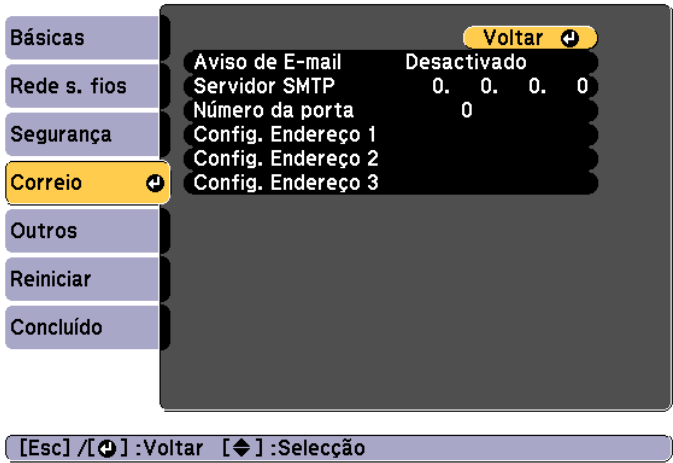 Básicas
Rede s. fios
Segurança
Correio
Outros
Reiniciar
Concluído
Voltar
Aviso de E-mail Desactivado
Servidor SMTP 0. 0. 0. 0
Número da porta 0
Config. Endereço 1
Config. Endereço 2
Config. Endereço 3
[Esc] /[⏎] :Voltar [◆] :Selecção